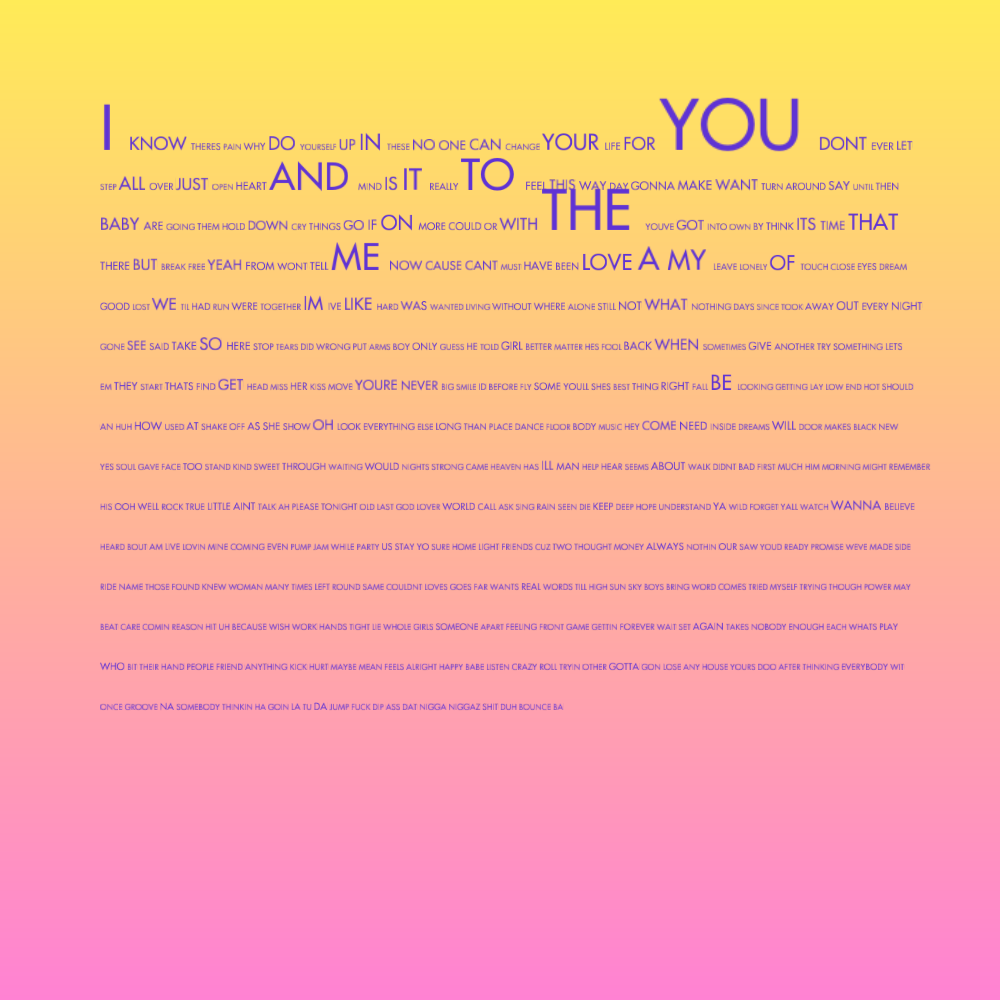 I KNOW THERES PAIN WHY DO YOURSELF UP IN THESE NO ONE CAN CHANGE YOUR LIFE FOR YOU DONT EVER LET
STEP ALL OVER JUST OPEN HEART AND MIND IS IT REALLY TO FEEL THIS WAY DAY GONNA MAKE WANT TURN AROUND SAY UNTIL THEN
BABY ARE GOING THEM HOLD DOWN CRY THINGS GO IF ON MORE COULD OR WITH THE YOUVE GOT INTO OWN BY THINK ITS TIME THAT
THERE BUT BREAK FREE YEAH FROM WONT TELL ME NOW CAUSE CANT MUST HAVE BEEN LOVE A MY LEAVE LONELY OF TOUCH CLOSE EYES DREAM
GOOD LOST WE TIL HAD RUN WERE TOGETHER IM IVE LIKE HARD WAS WANTED LIVING WITHOUT WHERE ALONE STILL NOT WHAT NOTHING DAYS SINCE TOOK AWAY OUT EVERY NIGHT
GONE SEE SAID TAKE SO HERE STOP TEARS DID WRONG PUT ARMS BOY ONLY GUESS HE TOLD GIRL BETTER MATTER HES FOOL BACK WHEN SOMETIMES GIVE ANOTHER TRY SOMETHING LETS
EM THEY START THATS FIND GET HEAD MISS HER KISS MOVE YOURE NEVER BIG SMILE ID BEFORE FLY SOME YOULL SHES BEST THING RIGHT FALL BE LOOKING GETTING LAY LOW END HOT SHOULD
AN HUH HOW USED AT SHAKE OFF AS SHE SHOW OH LOOK EVERYTHING ELSE LONG THAN PLACE DANCE FLOOR BODY MUSIC HEY COME NEED INSIDE DREAMS WILL DOOR MAKES BLACK NEW
YES SOUL GAVE FACE TOO STAND KIND SWEET THROUGH WAITING WOULD NIGHTS STRONG CAME HEAVEN HAS ILL MAN HELP HEAR SEEMS ABOUT WALK DIDNT BAD FIRST MUCH HIM MORNING MIGHT REMEMBER
HIS OOH WELL ROCK TRUE LITTLE AINT TALK AH PLEASE TONIGHT OLD LAST GOD LOVER WORLD CALL ASK SING RAIN SEEN DIE KEEP DEEP HOPE UNDERSTAND YA WILD FORGET YALL WATCH WANNA BELIEVE
HEARD BOUT AM LIVE LOVIN MINE COMING EVEN PUMP JAM WHILE PARTY US STAY YO SURE HOME LIGHT FRIENDS CUZ TWO THOUGHT MONEY ALWAYS NOTHIN OUR SAW YOUD READY PROMISE WEVE MADE SIDE
RIDE NAME THOSE FOUND KNEW WOMAN MANY TIMES LEFT ROUND SAME COULDNT LOVES GOES FAR WANTS REAL WORDS TILL HIGH SUN SKY BOYS BRING WORD COMES TRIED MYSELF TRYING THOUGH POWER MAY
BEAT CARE COMIN REASON HIT UH BECAUSE WISH WORK HANDS TIGHT LIE WHOLE GIRLS SOMEONE APART FEELING FRONT GAME GETTIN FOREVER WAIT SET AGAIN TAKES NOBODY ENOUGH EACH WHATS PLAY
WHO BIT THEIR HAND PEOPLE FRIEND ANYTHING KICK HURT MAYBE MEAN FEELS ALRIGHT HAPPY BABE LISTEN CRAZY ROLL TRYIN OTHER GOTTA GON LOSE ANY HOUSE YOURS DOO AFTER THINKING EVERYBODY WIT
ONCE GROOVE NA SOMEBODY THINKIN HA GOIN LA TU DA JUMP FUCK DIP ASS DAT NIGGA NIGGAZ SHIT DUH BOUNCE BA